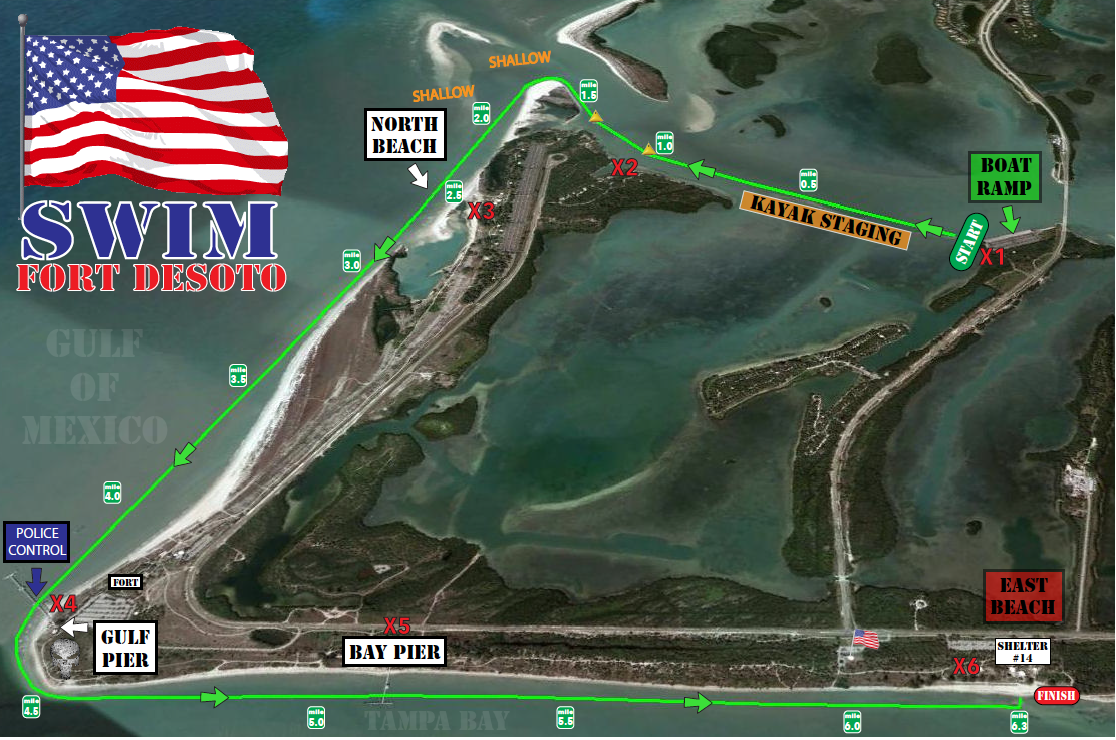 SWIM
FORT DESOTO
SHALLOW
SHALLOW
NORTH
BEACH
BOAT
RAMP
START
KAYAK STAGING
X1
X2
X3
X4
X5
X6
mile
0.5
mile
1.0
mile
1.5
mile
2.0
mile
2.5
mile
3.0
mile
3.5
mile
4.0
mile
4.5
mile
5.0
mile
5.5
mile
6.0
mile
6.3
GULF
OF
MEXICO
POLICE
CONTROL
FORT
GULF
PIER
BAY PIER
EAST
BEACH
SHELTER
#14
FINISH
TAMPA BAY